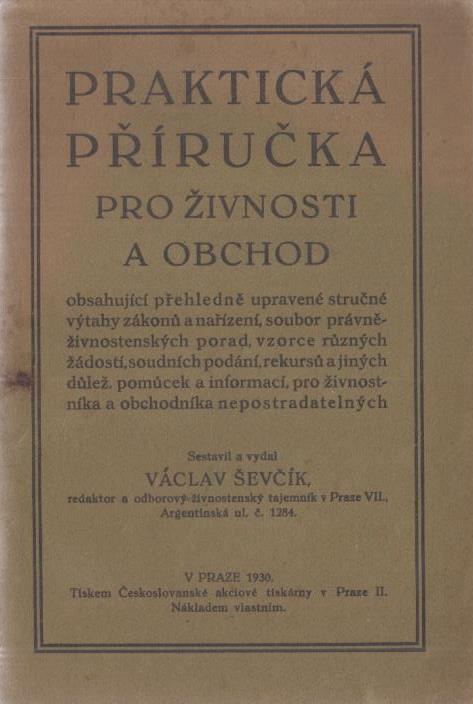 PRAKTICKÁ
PŘÍRUČKA
PRO ŽIVNOSTI
A OBCHOD
obsahující přehledně upravené stručné
výtahy zákonů a nařízení, soubor právně-
živnostenských porad, vzorce různých
žádostí, soudních podání, rekursů a jiných
důlež. pomůcek a informací, pro živnost-
níka a obchodníka nepostradatelných
Sestavil a vydal
VÁCLAV ŠEVČÍK,
redaktor a odborový-živnostenský tajemník v Praze VII.,
Argentinská ul. č. 1284.
V PRAZE 1930.
Tiskem Československé akciové tiskárny v Praze II.
Nákladem vlastním.